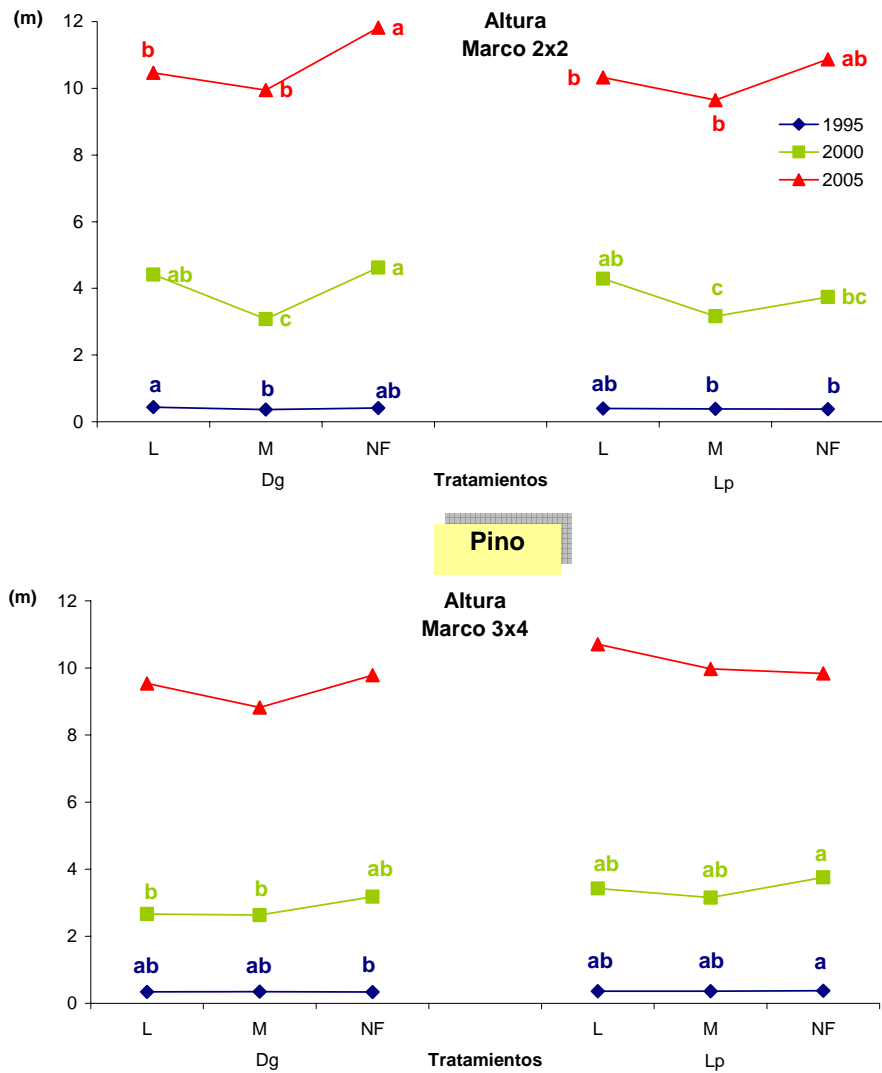 (m)
12
Altura
Marco 2x2
b
b
a
b
b
ab
10
1995
2000
2005
8
6
ab
c
a
ab
c
bc
4
2
a
b
ab
ab
b
b
0
L
M
NF
L
M
NF
Dg
Tratamientos
Lp
Pino
(m)
12
Altura
Marco 3x4
10
8
6
4
b
b
ab
ab
ab
a
2
ab
ab
b
ab
ab
a
0
L
M
NF
L
M
NF
Dg
Tratamientos
Lp